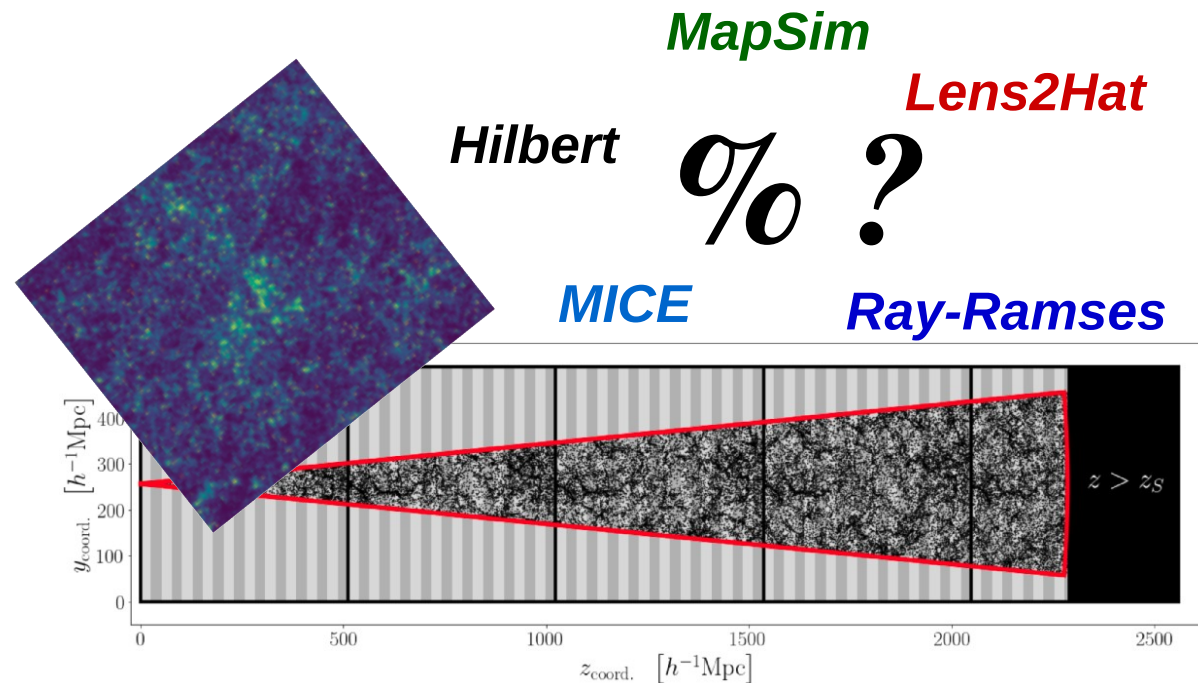 MapSim
Lens2Hat
Hilbert
% ?
MICE
Ray-Ramses
400
300
200
100
0
y_coord. [h^{-1}Mpc]
z > z_S
0 500 1000 1500 2000 2500
z_coord. [h^{-1}Mpc]